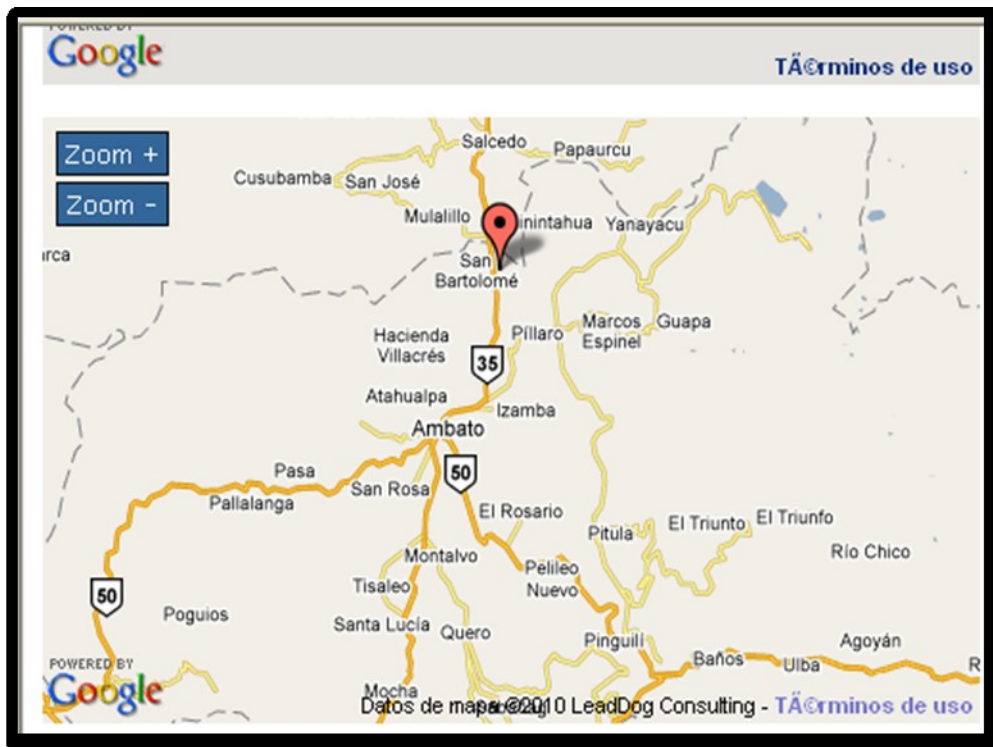 POWERED BY
Google
TÃ©rminos de uso
Zoom +
Zoom -
Salcedo
Papaurcu
Cusubamba
San José
Mulalillo
inintahua
Yanayacu
irca
San
Bartolomé
Hacienda
Villacrés
Píllaro
Marcos
Espinel
Guapa
35
Atahualpa
Izamba
Ambato
50
Pasa
San Rosa
Pallalanga
El Rosario
Pitula
El Triunto
El Triunfo
Río Chico
Montalvo
Pelileo
Nuevo
Tisaleo
50
Poguios
Santa Lucía
Quero
Pinguilí
Agoyán
Baños
Ulba
R
POWERED BY
Google
Mocha
Datos de mapa ©2010 LeadDog Consulting - TÃ©rminos de uso